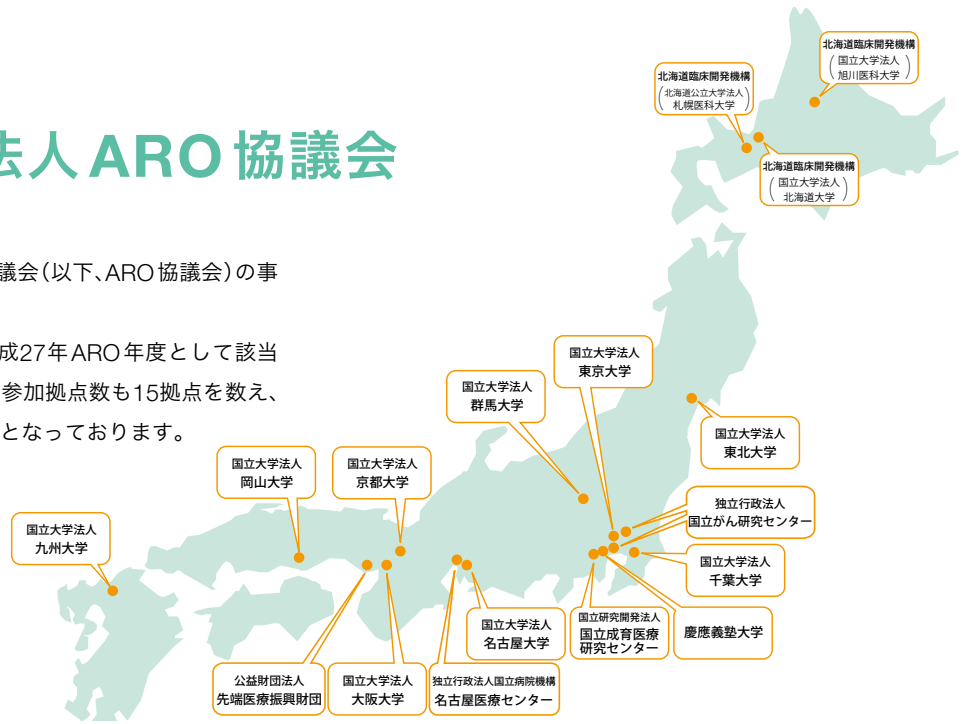 法人ARO協議会
議会（以下、ARO協議会）の事
成27年ARO年度として該当
参加拠点数も15拠点を数え、
となっております。
北海道臨床開発機構
（国立大学法人
旭川医科大学）
北海道臨床開発機構
（北海道公立大学法人
札幌医科大学）
北海道臨床開発機構
（国立大学法人
北海道大学）
国立大学法人
東京大学
国立大学法人
群馬大学
国立大学法人
東北大学
国立大学法人
岡山大学
国立大学法人
京都大学
独立行政法人
国立がん研究センター
国立大学法人
九州大学
国立大学法人
千葉大学
国立大学法人
名古屋大学
国立研究開発法人
国立成育医療
研究センター
慶應義塾大学
公益財団法人
先端医療振興財団
国立大学法人
大阪大学
独立行政法人国立病院機構
名古屋医療センター